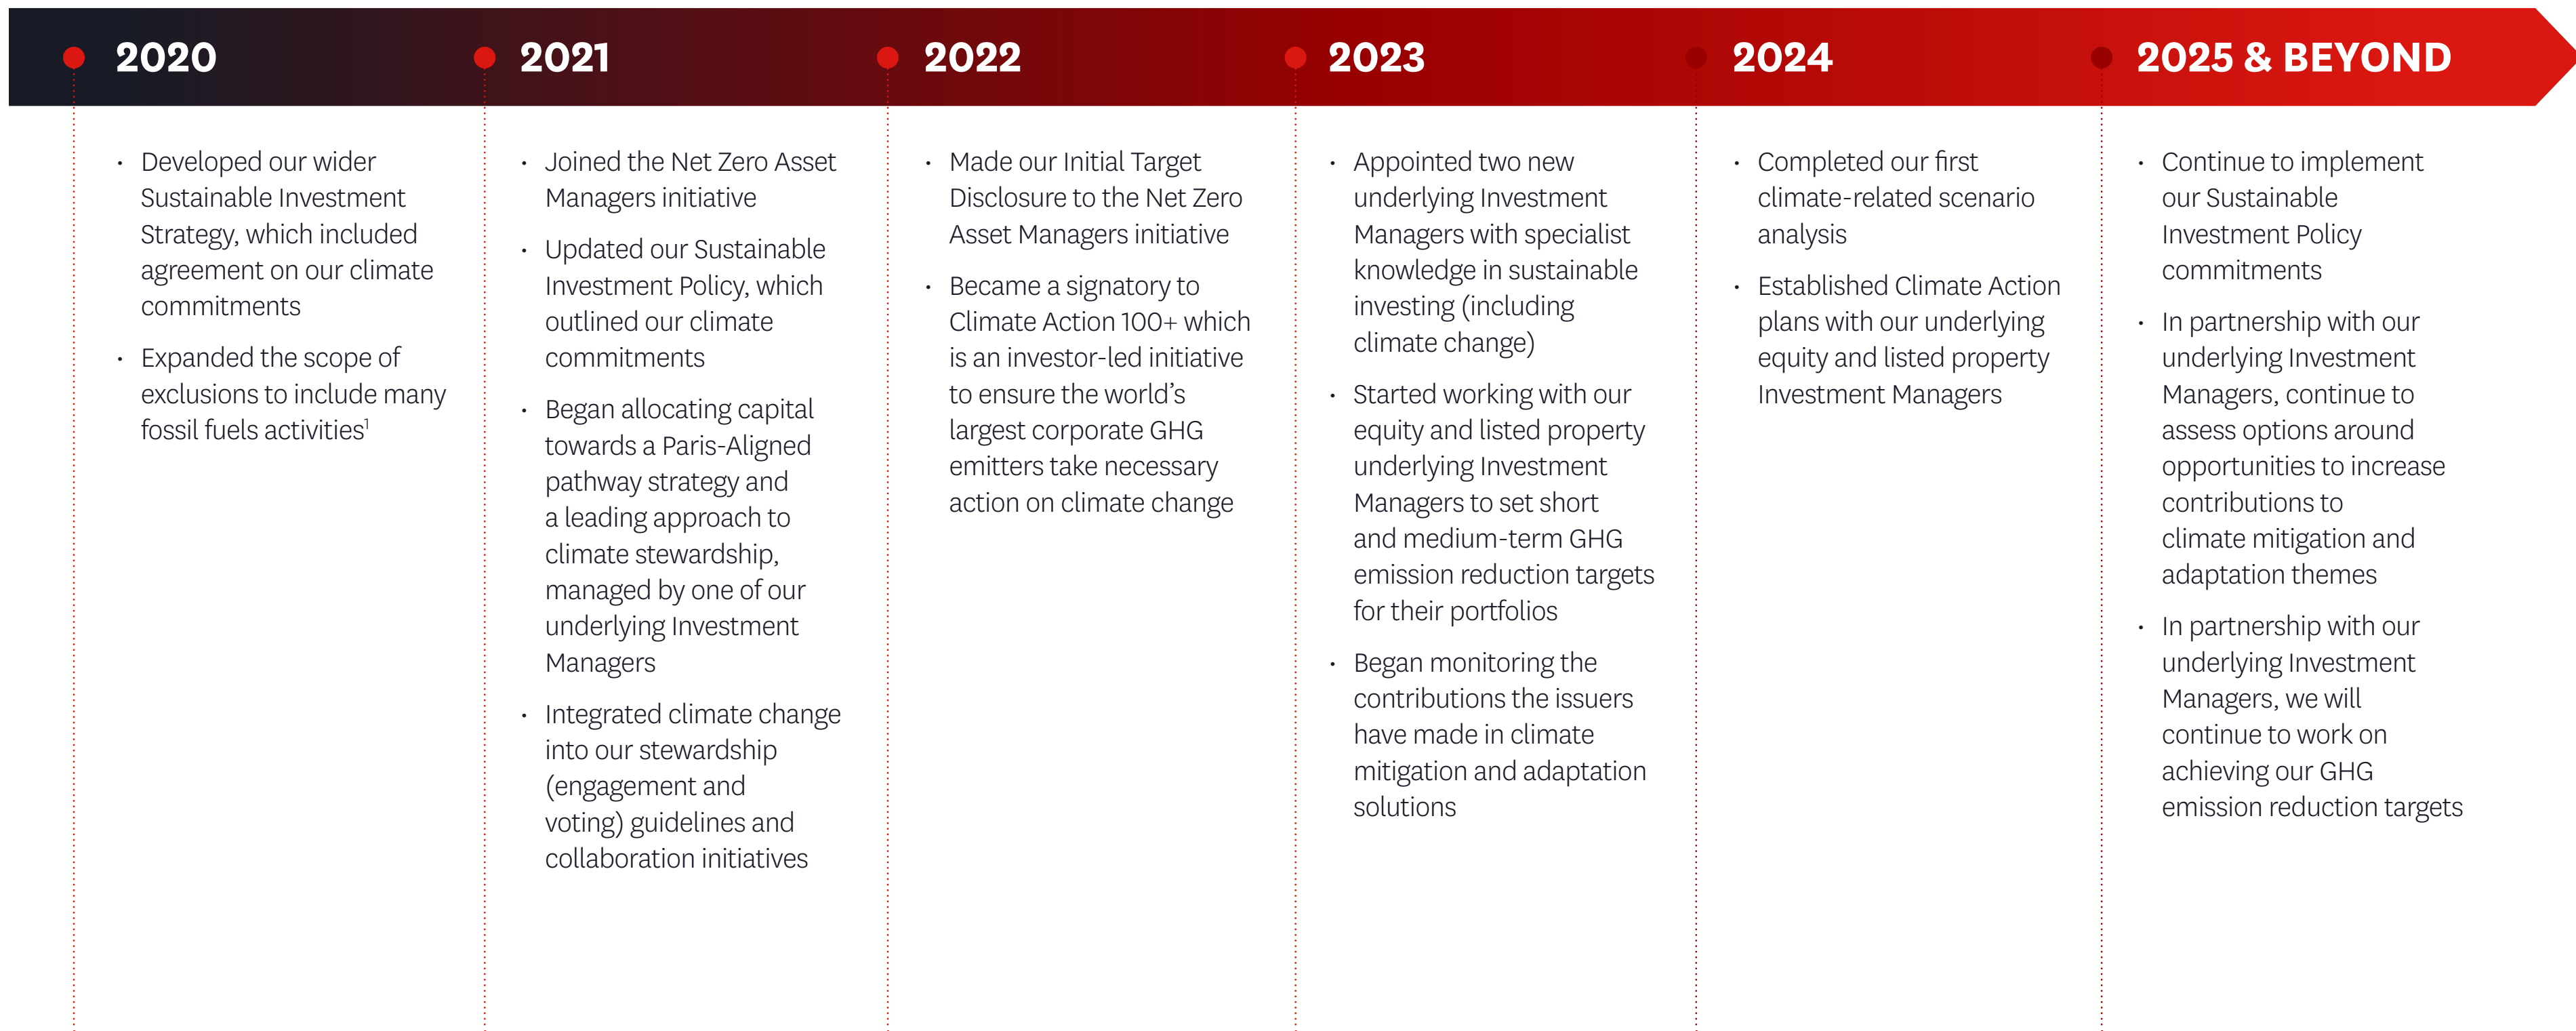 2020
• Developed our wider
Sustainable Investment
Strategy, which included
agreement on our climate
commitments
• Expanded the scope of
exclusions to include many
fossil fuels activities¹
2021
• Joined the Net Zero Asset
Managers initiative
• Updated our Sustainable
Investment Policy, which
outlined our climate
commitments
• Began allocating capital
towards a Paris-Aligned
pathway strategy and
a leading approach to
climate stewardship,
managed by one of our
underlying Investment
Managers
• Integrated climate change
into our stewardship
(engagement and
voting) guidelines and
collaboration initiatives
2022
• Made our Initial Target
Disclosure to the Net Zero
Asset Managers initiative
• Became a signatory to
Climate Action 100+ which
is an investor-led initiative
to ensure the world’s
largest corporate GHG
emitters take necessary
action on climate change
2023
• Appointed two new
underlying Investment
Managers with specialist
knowledge in sustainable
investing (including
climate change)
• Started working with our
equity and listed property
underlying Investment
Managers to set short
and medium-term GHG
emission reduction targets
for their portfolios
• Began monitoring the
contributions the issuers
have made in climate
mitigation and adaptation
solutions
2024
• Completed our first
climate-related scenario
analysis
• Established Climate Action
plans with our underlying
equity and listed property
Investment Managers
2025 & BEYOND
• Continue to implement
our Sustainable
Investment Policy
commitments
• In partnership with our
underlying Investment
Managers, continue to
assess options around
opportunities to increase
contributions to
climate mitigation and
adaptation themes
• In partnership with our
underlying Investment
Managers, we will
continue to work on
achieving our GHG
emission reduction targets